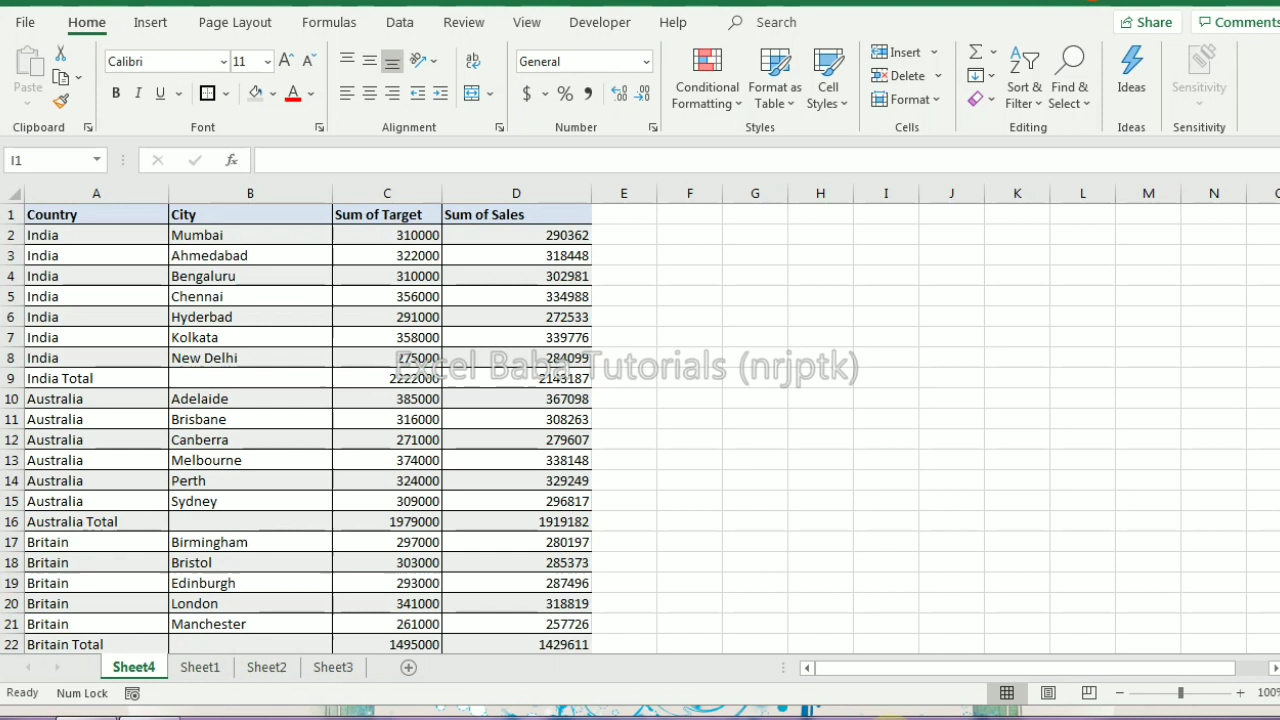 File Home Insert Page Layout Formulas Data Review View Developer Help Search Share Comments
Paste
Clipboard
Calibri 11
B I U A
Font
ab
Alignment
General
$ % ,
Number
Conditional Formatting
Format as Table
Cell Styles
Styles
Insert
Delete
Format
Cells
Sort & Filter
Find & Select
Editing
Ideas
Ideas
Sensitivity
Sensitivity
I1 fx
A B C D E F G H I J K L M N
1 Country City Sum of Target Sum of Sales
2 India Mumbai 310000 290362
3 India Ahmedabad 322000 318448
4 India Bengaluru 310000 302981
5 India Chennai 356000 334988
6 India Hyderbad 291000 272533
7 India Kolkata 358000 339776
8 India New Delhi 275000 284099
Excel Baba Tutorials (nrjptk)
9 India Total 2222000 2143187
10 Australia Adelaide 385000 367098
11 Australia Brisbane 316000 308263
12 Australia Canberra 271000 279607
13 Australia Melbourne 374000 338148
14 Australia Perth 324000 329249
15 Australia Sydney 309000 296817
16 Australia Total 1979000 1919182
17 Britain Birmingham 297000 280197
18 Britain Bristol 303000 285373
19 Britain Edinburgh 293000 287496
20 Britain London 341000 318819
21 Britain Manchester 261000 257726
22 Britain Total 1495000 1429611
Sheet4 Sheet1 Sheet2 Sheet3
Ready Num Lock 100%